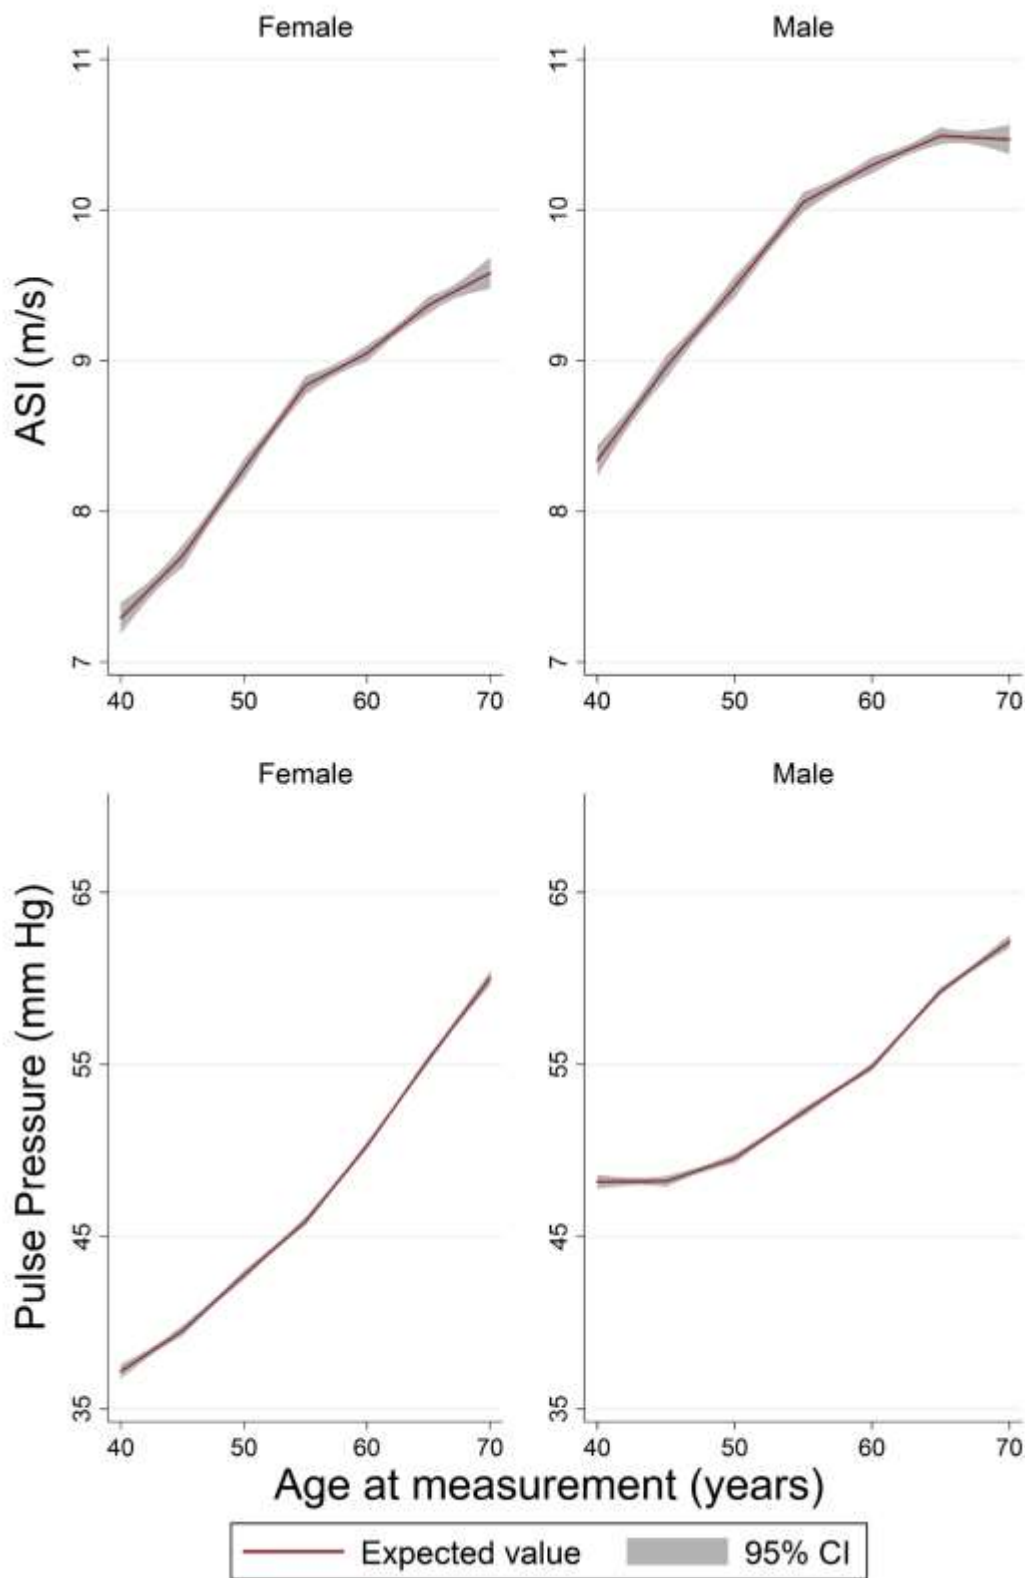 Female Male
11 11
10 10
ASI (m/s)
9 9
8 8
7 7
40 50 60 70 40 50 60 70
Female Male
65 65
55 55
Pulse Pressure (mm Hg)
45 45
35 35
40 50 60 70 40 50 60 70
Age at measurement (years)
Expected value 95% CI